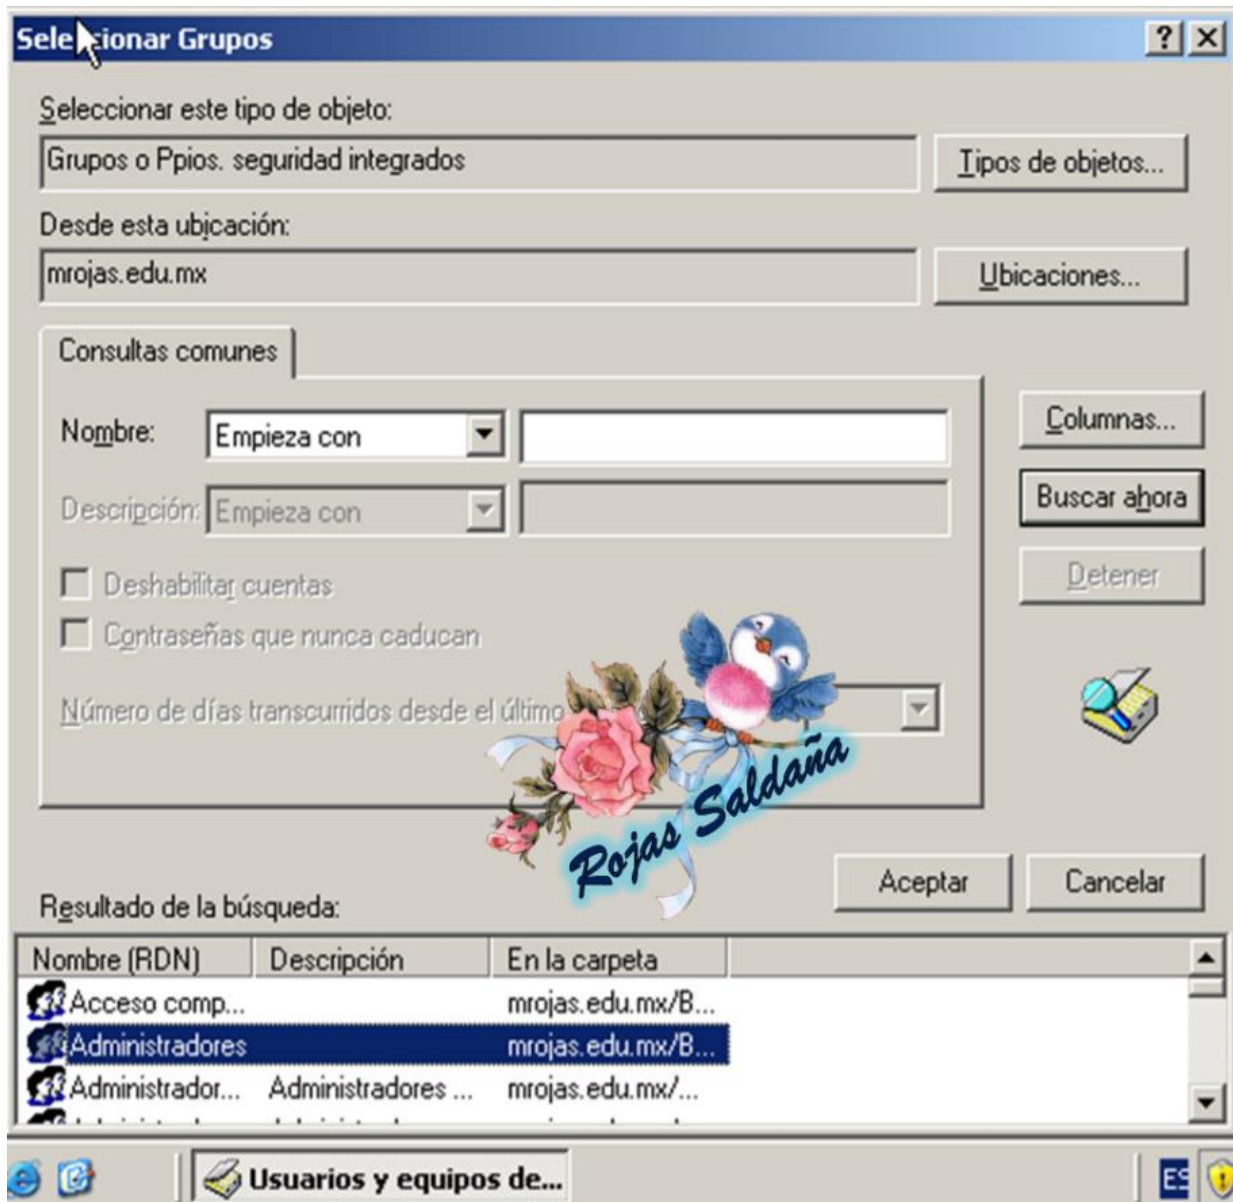 Seleccionar Grupos
Seleccionar este tipo de objeto:
Grupos o Ppios. seguridad integrados
Tipos de objetos...
Desde esta ubicación:
mrojas.edu.mx
Ubicaciones...
Consultas comunes
Nombre: Empieza con
Columnas...
Descripción: Empieza con
Buscar ahora
Deshabilitar cuentas
Detener
Contraseñas que nunca caducan
Número de días transcurridos desde el último
Rojas Saldaña
Aceptar Cancelar
Resultado de la búsqueda:
Nombre (RDN) Descripción En la carpeta
Acceso comp... mrojas.edu.mx/B...
Administradores mrojas.edu.mx/B...
Administrador... Administradores ... mrojas.edu.mx/...
Usuarios y equipos de... ES